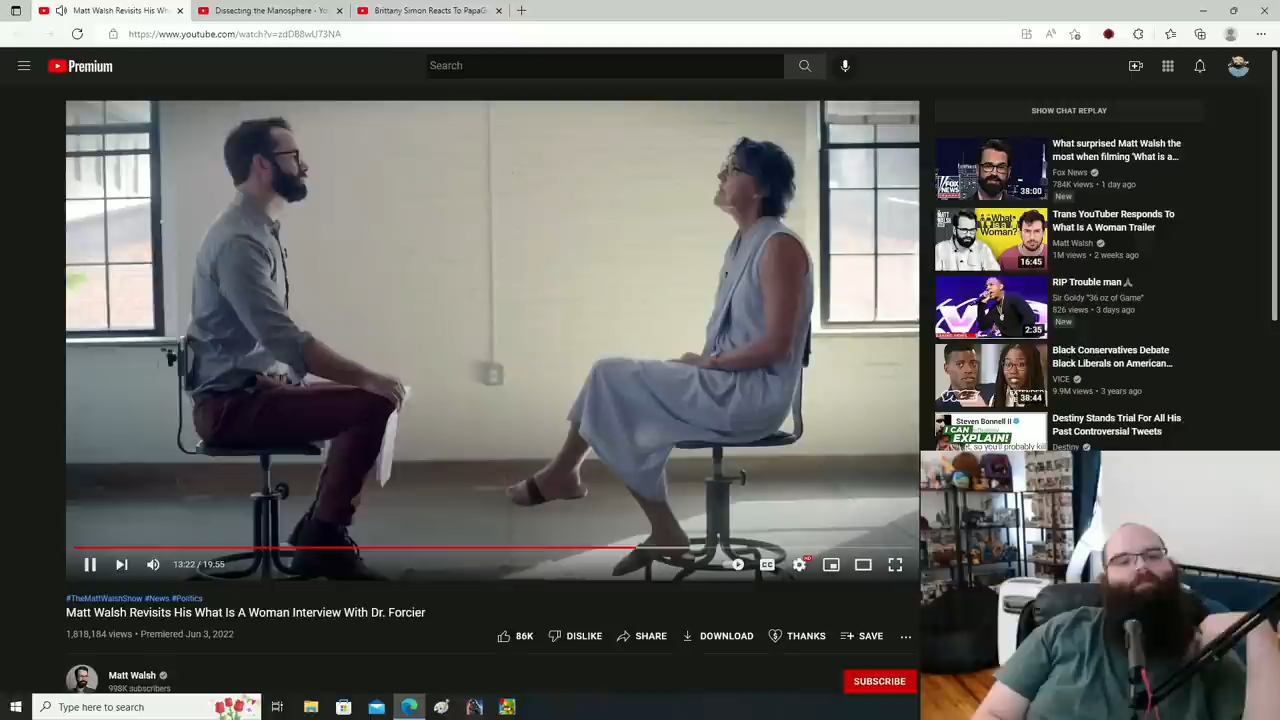 Matt Walsh Revisits His Wh
Dissecting the Manosphere - Yo
Brittany Simon Reacts To PapaG
https://www.youtube.com/watch?v=zdDB8wU73NA
Premium
Search
SHOW CHAT REPLAY
What surprised Matt Walsh the
most when filming 'What is a...
Fox News
784K views • 1 day ago
New
38:00
Trans YouTuber Responds To
What Is A Woman Trailer
Matt Walsh
1M views • 2 weeks ago
16:45
RIP Trouble man
Sir Goldy "36 oz of Game"
826 views • 3 days ago
New
2:35
Black Conservatives Debate
Black Liberals on American...
VICE
9.9M views • 3 years ago
38:44
Destiny Stands Trial For All His
Past Controversial Tweets
Destiny
Steven Bonnell II
I CAN
EXPLAIN!
13:22 / 19:55
CC
HD
#TheMattWalshShow #News #Politics
Matt Walsh Revisits His What Is A Woman Interview With Dr. Forcier
1,818,184 views • Premiered Jun 3, 2022
86K
DISLIKE
SHARE
DOWNLOAD
THANKS
SAVE
Matt Walsh
998K subscribers
SUBSCRIBE
Type here to search